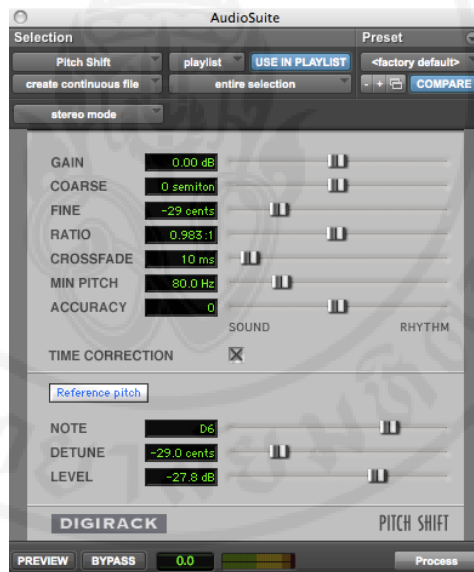 AudioSuite
Selection Preset
Pitch Shift playlist USE IN PLAYLIST <factory default>
create continuous file entire selection - + COMPARE
stereo mode
GAIN 0.00 dB
COARSE 0 semiton
FINE -29 cents
RATIO 0.983:1
CROSSFADE 10 ms
MIN PITCH 80.0 Hz
ACCURACY 0
SOUND RHYTHM
TIME CORRECTION
Reference pitch
NOTE D6
DETUNE -29.0 cents
LEVEL -27.8 dB
DIGIRACK PITCH SHIFT
PREVIEW BYPASS 0.0 Process